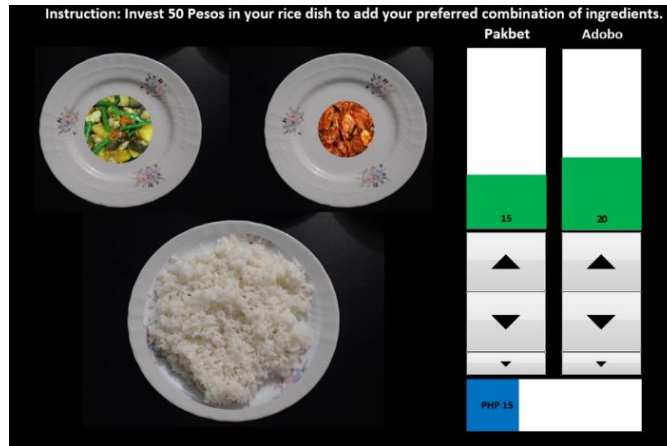 Instruction: Invest 50 Pesos in your rice dish to add your preferred combination of ingredients.
Pakbet Adobo
15 20
PHP 15